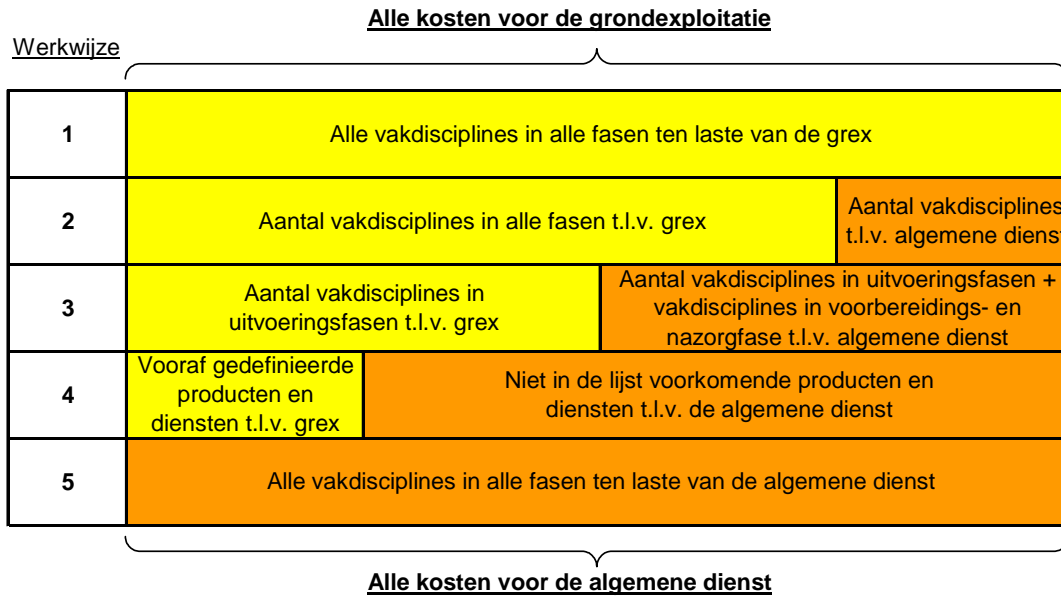 Alle kosten voor de grondexploitatie
Werkwijze
1
Alle vakdisciplines in alle fasen ten laste van de grex
2
Aantal vakdisciplines in alle fasen t.l.v. grex
Aantal vakdisciplines
t.l.v. algemene dienst
3
Aantal vakdisciplines in
uitvoeringsfasen t.l.v. grex
Aantal vakdisciplines in uitvoeringsfasen +
vakdisciplines in voorbereidings- en
nazorgfase t.l.v. algemene dienst
4
Vooraf gedefinieerde
producten en
diensten t.l.v. grex
Niet in de lijst voorkomende producten en
diensten t.l.v. de algemene dienst
5
Alle vakdisciplines in alle fasen ten laste van de algemene dienst
Alle kosten voor de algemene dienst